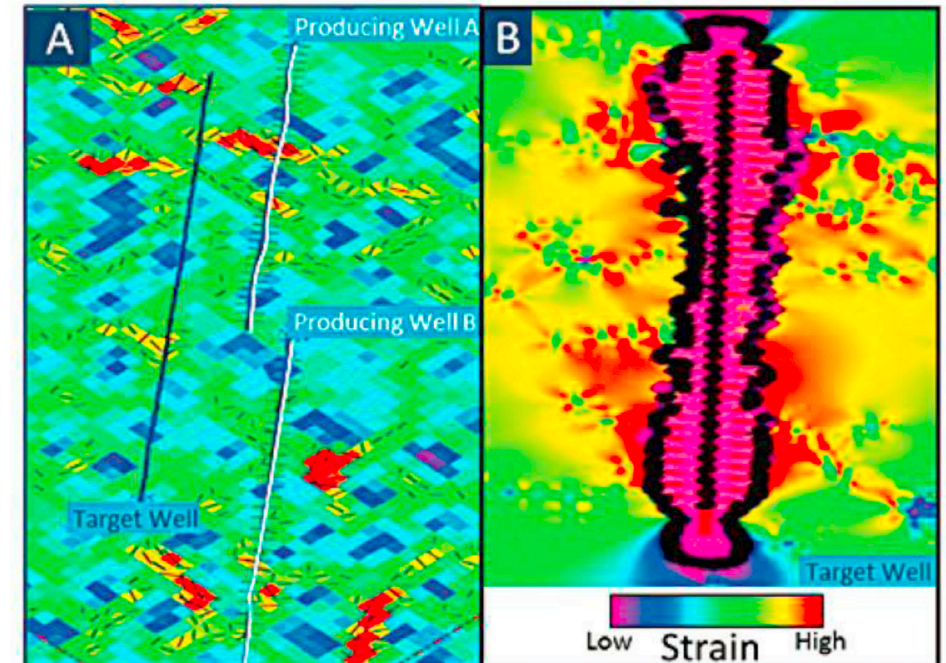 A
Producing Well A
Producing Well B
Target Well
B
Target Well
Low Strain High